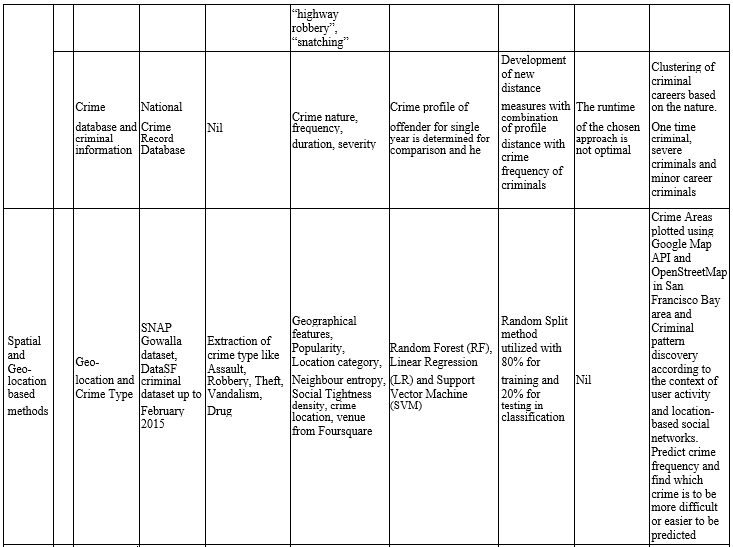 “highway
robbery”,
“snatching”
Crime
database and
criminal
information
National
Crime
Record
Database
Nil
Crime nature,
frequency,
duration, severity
Crime profile of
offender for single
year is determined for
comparison and he
Development
of new
distance
measures with
combination
of profile
distance with
crime
frequency of
criminals
The runtime
of the chosen
approach is
not optimal
Clustering of
criminal
careers based
on the nature.
One time
criminal,
severe
criminals and
minor career
criminals
Spatial
and
Geo-
location
based
methods
Geo-
location and
Crime Type
SNAP
Gowalla
dataset,
DataSF
criminal
dataset up to
February
2015
Extraction of
crime type like
Assault,
Robbery, Theft,
Vandalism,
Drug
Geographical
features,
Popularity,
Location category,
Neighbour entropy,
Social Tightness
density, crime
location, venue
from Foursquare
Random Forest (RF),
Linear Regression
(LR) and Support
Vector Machine
(SVM)
Random Split
method
utilized with
80% for
training and
20% for
testing in
classification
Nil
Crime Areas
plotted using
Google Map
API and
OpenStreetMap
in San
Francisco Bay
area and
Criminal
pattern
discovery
according to
the context of
user activity
and location-
based social
networks.
Predict crime
frequency and
find which
crime is to be
more difficult
or easier to be
predicted